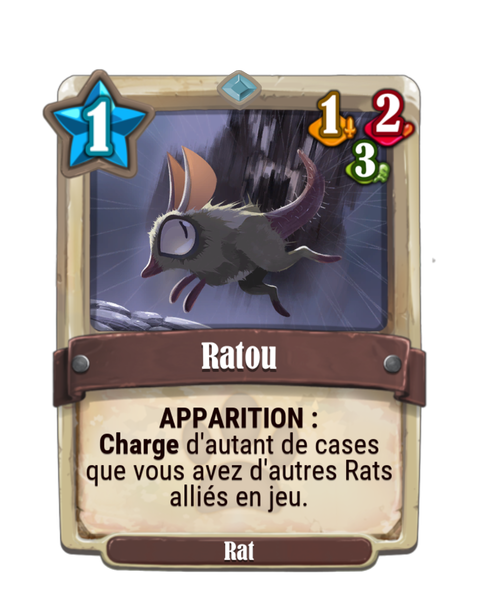 1
1
2
3
Ratou
APPARITION :
Charge d'autant de cases
que vous avez d'autres Rats
alliés en jeu.
Rat